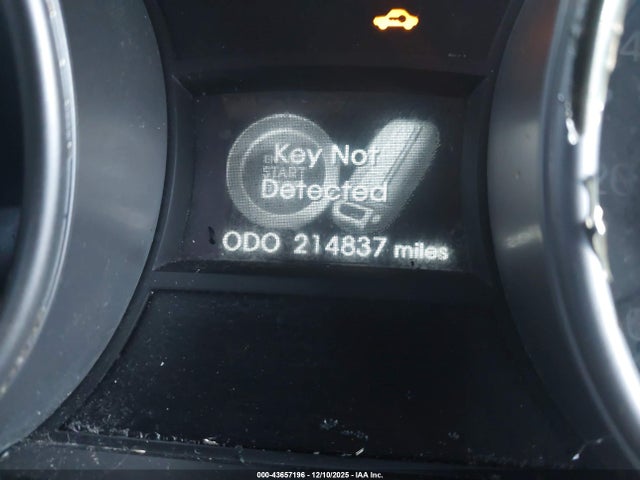 Key Not
START
Detected
ODO 214837 miles
000-43657196 - 12/10/2025 - IAA Inc.